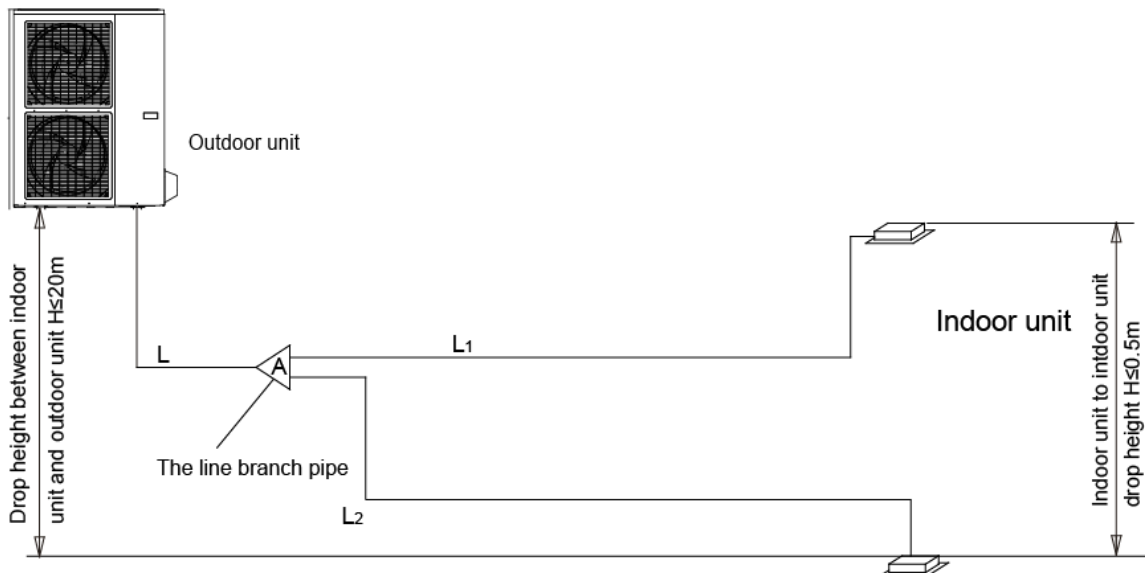 Outdoor unit
Drop height between indoor
unit and outdoor unit H≤20m
L
A
L1
Indoor unit
Indoor unit to intdoor unit
drop height H≤0.5m
The line branch pipe
L2